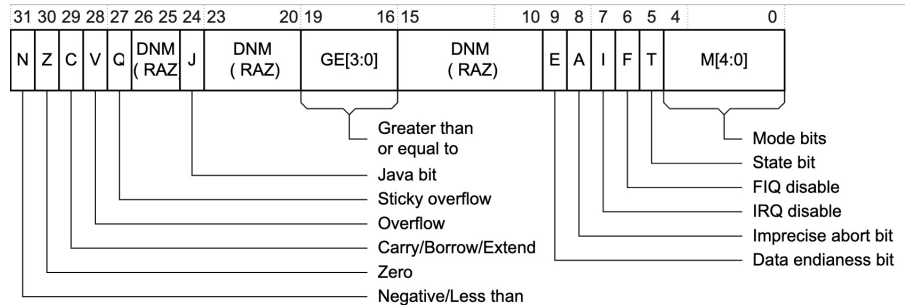 31 30 29 28 27 26 25 24 23 20 19 16 15 10 9 8 7 6 5 4 0
N Z C V Q DNM ( RAZ J DNM ( RAZ) GE[3:0] DNM ( RAZ) E A I F T M[4:0]
Greater than
or equal to
Java bit
Sticky overflow
Overflow
Carry/Borrow/Extend
Zero
Negative/Less than
Mode bits
State bit
FIQ disable
IRQ disable
Imprecise abort bit
Data endianess bit